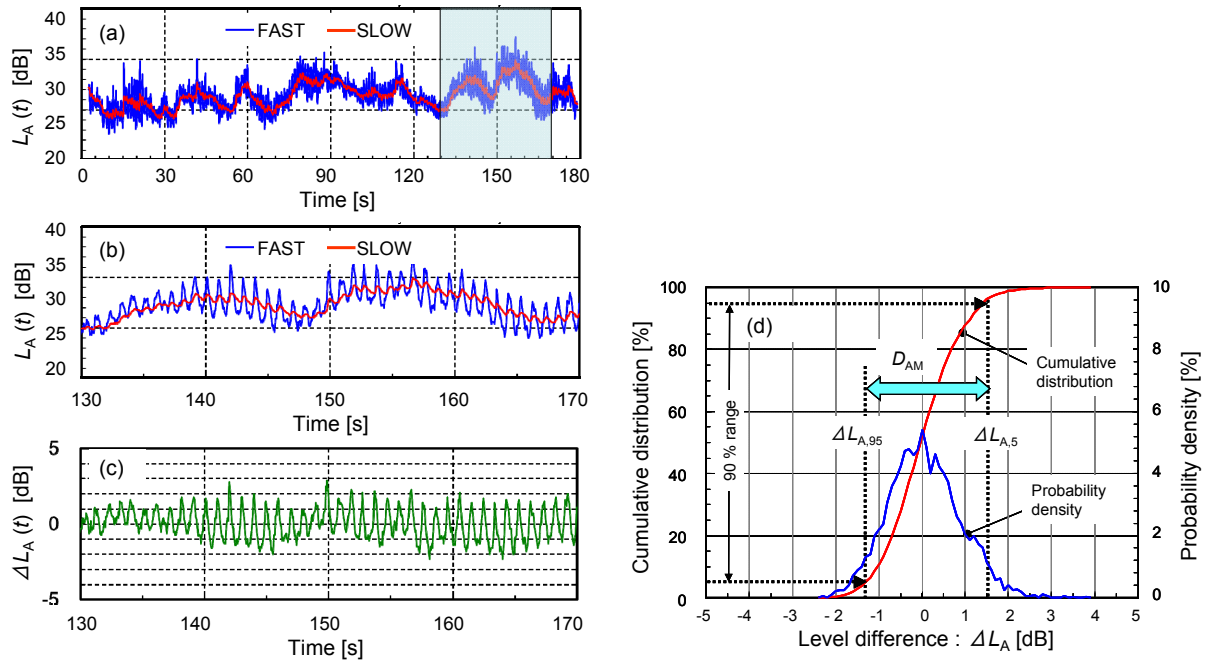 (a)
FAST SLOW
L_A (t) [dB]
40
35
30
25
20
0 30 60 90 120 150 180
Time [s]
(b)
FAST SLOW
L_A (t) [dB]
40
35
30
25
20
130 140 150 160 170
Time [s]
(c)
ΔL_A (t) [dB]
5
0
-5
130 140 150 160 170
Time [s]
(d)
Cumulative distribution [%]
100
80
60
40
20
0
Probability density [%]
10
8
6
4
2
0
90 % range
D_AM
Cumulative
distribution
ΔL_A,95
ΔL_A,5
Probability
density
-5 -4 -3 -2 -1 0 1 2 3 4 5
Level difference : ΔL_A [dB]